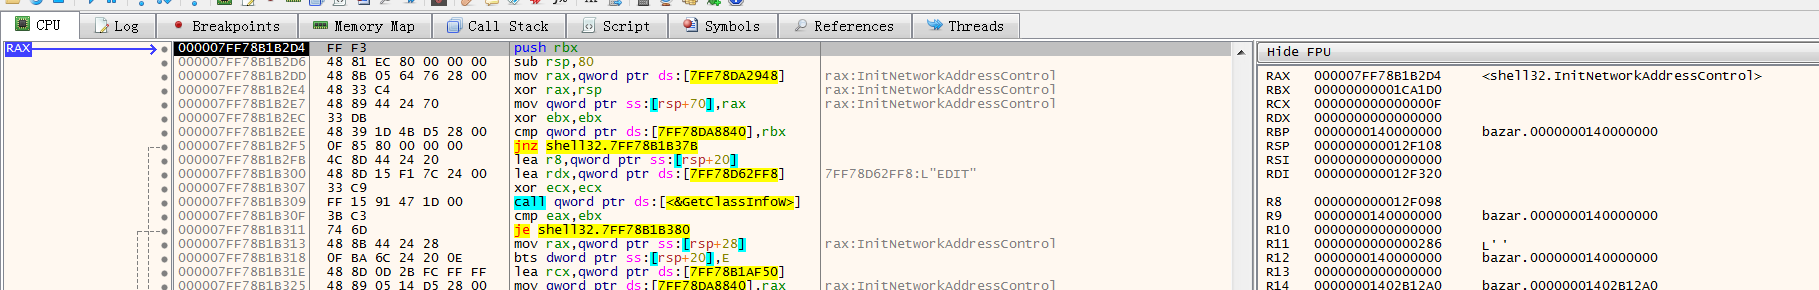 CPU Log Breakpoints Memory Map Call Stack Script Symbols References Threads
RAX 000007FF78B1B2D4 FF F3 push rbx
000007FF78B1B2D6 48 81 EC 80 00 00 00 sub rsp,80
000007FF78B1B2DD 48 8B 05 64 76 28 00 mov rax,qword ptr ds:[7FF78DA2948] rax:InitNetworkAddressControl
000007FF78B1B2E4 48 33 C4 xor rax,rsp rax:InitNetworkAddressControl
000007FF78B1B2E7 48 89 44 24 70 mov qword ptr ss:[rsp+70],rax rax:InitNetworkAddressControl
000007FF78B1B2EC 33 DB xor ebx,ebx
000007FF78B1B2EE 48 39 1D 4B D5 28 00 cmp qword ptr ds:[7FF78DA8840],rbx
000007FF78B1B2F5 0F 85 80 00 00 00 jnz shell32.7FF78B1B37B
000007FF78B1B2FB 4C 8D 44 24 20 lea r8,qword ptr ss:[rsp+20]
000007FF78B1B300 48 8D 15 F1 7C 24 00 lea rdx,qword ptr ds:[7FF78D62FF8] 7FF78D62FF8:L"EDIT"
000007FF78B1B307 33 C9 xor ecx,ecx
000007FF78B1B309 FF 15 91 47 1D 00 call qword ptr ds:[<&GetClassInfoW>]
000007FF78B1B30F 3B C3 cmp eax,ebx
000007FF78B1B311 74 6D je shell32.7FF78B1B380
000007FF78B1B313 48 8B 44 24 28 mov rax,qword ptr ss:[rsp+28] rax:InitNetworkAddressControl
000007FF78B1B318 0F BA 6C 24 20 0E bts dword ptr ss:[rsp+20],E
000007FF78B1B31E 48 8D 0D 2B FC FF FF lea rcx,qword ptr ds:[7FF78B1AF50]
000007FF78B1B325 48 89 05 14 D5 28 00 mov qword ptr ds:[7FF78DA8840],rax rax:InitNetworkAddressControl
Hide FPU
RAX 000007FF78B1B2D4 <shell32.InitNetworkAddressControl>
RBX 00000000001CA1D0
RCX 000000000000000F
RDX 0000000000000000
RBP 0000000140000000 bazar.0000000140000000
RSP 000000000012F108
RSI 0000000000000000
RDI 000000000012F320
R8 000000000012F098
R9 0000000140000000 bazar.0000000140000000
R10 0000000000000000
R11 0000000000000286 L''
R12 0000000140000000 bazar.0000000140000000
R13 0000000000000000
R14 00000001402B12A0 bazar.00000001402B12A0